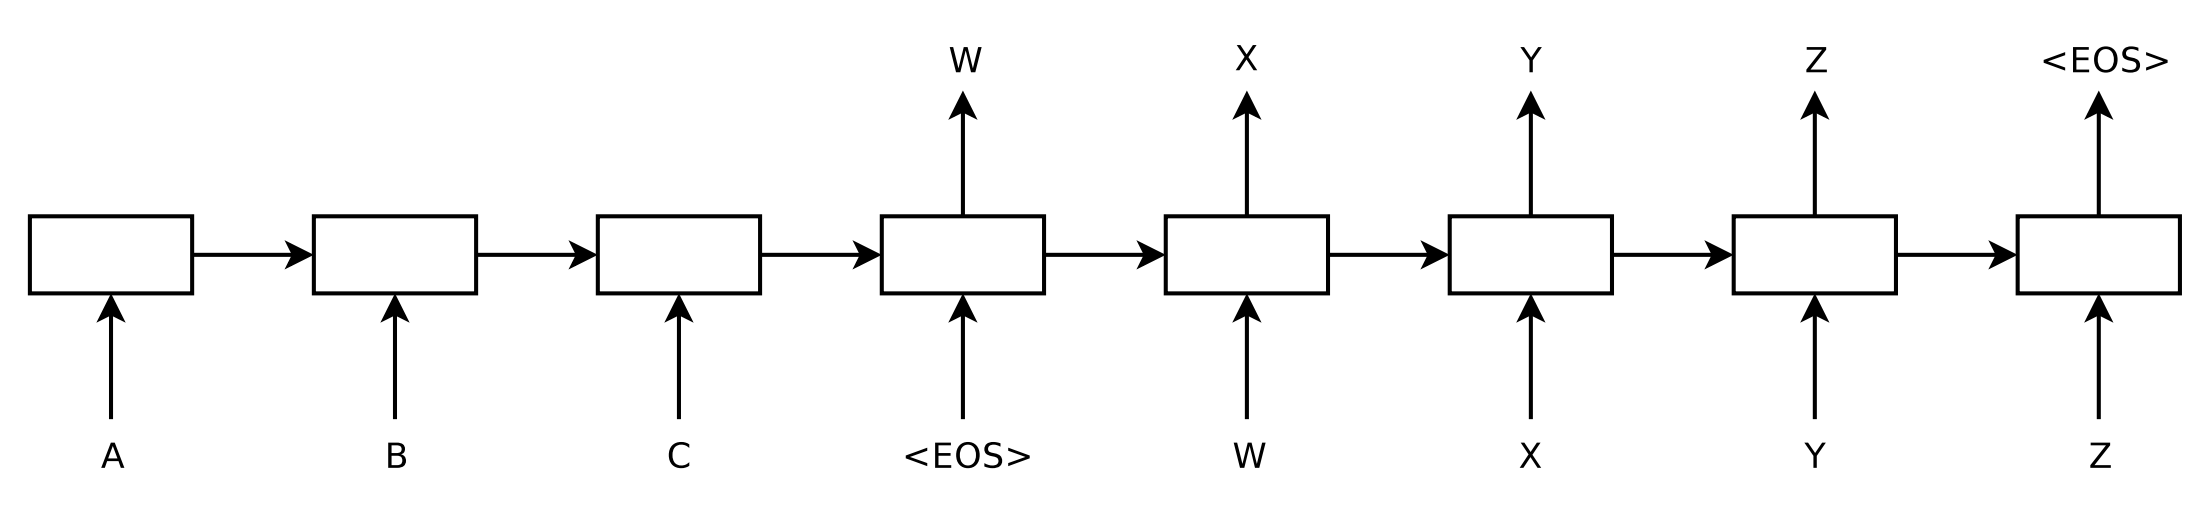 W X Y Z <EOS>
A B C <EOS> W X Y Z